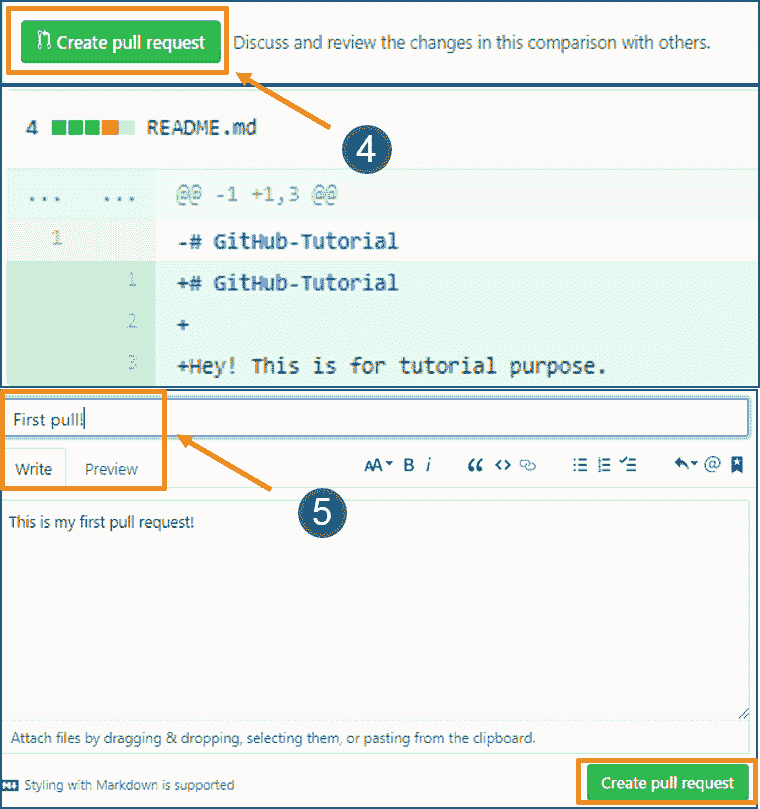 Create pull request Discuss and review the changes in this comparison with others.
4
4 README.md
... ... @@ -1 +1,3 @@
1 -# GitHub-Tutorial
1 +# GitHub-Tutorial
2 +
3 +Hey! This is for tutorial purpose.
First pull!
Write Preview AA B i “ <> @
5
This is my first pull request!
Attach files by dragging & dropping, selecting them, or pasting from the clipboard.
M Styling with Markdown is supported
Create pull request